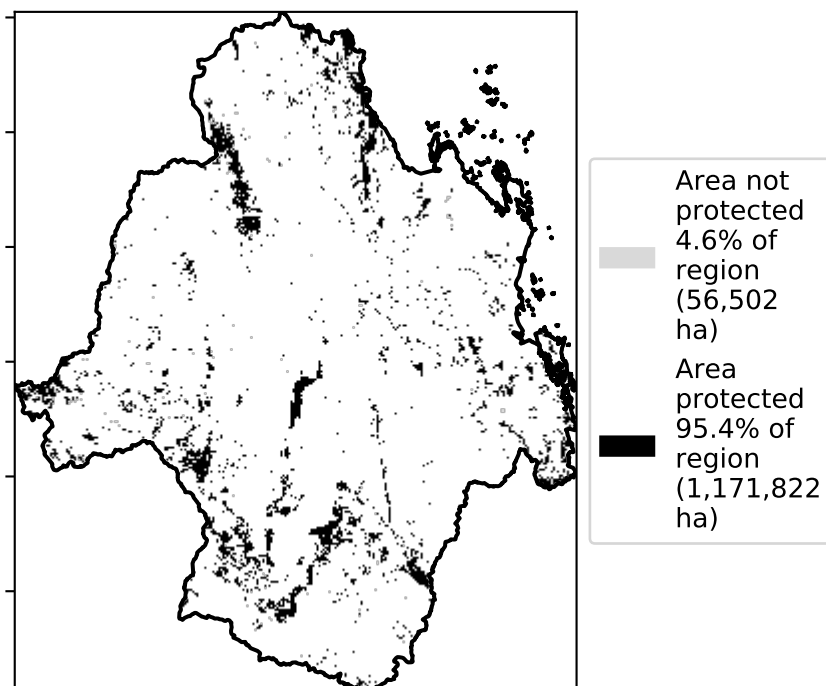 Area not
protected
4.6% of
region
(56,502
ha)
Area
protected
95.4% of
region
(1,171,822
ha)